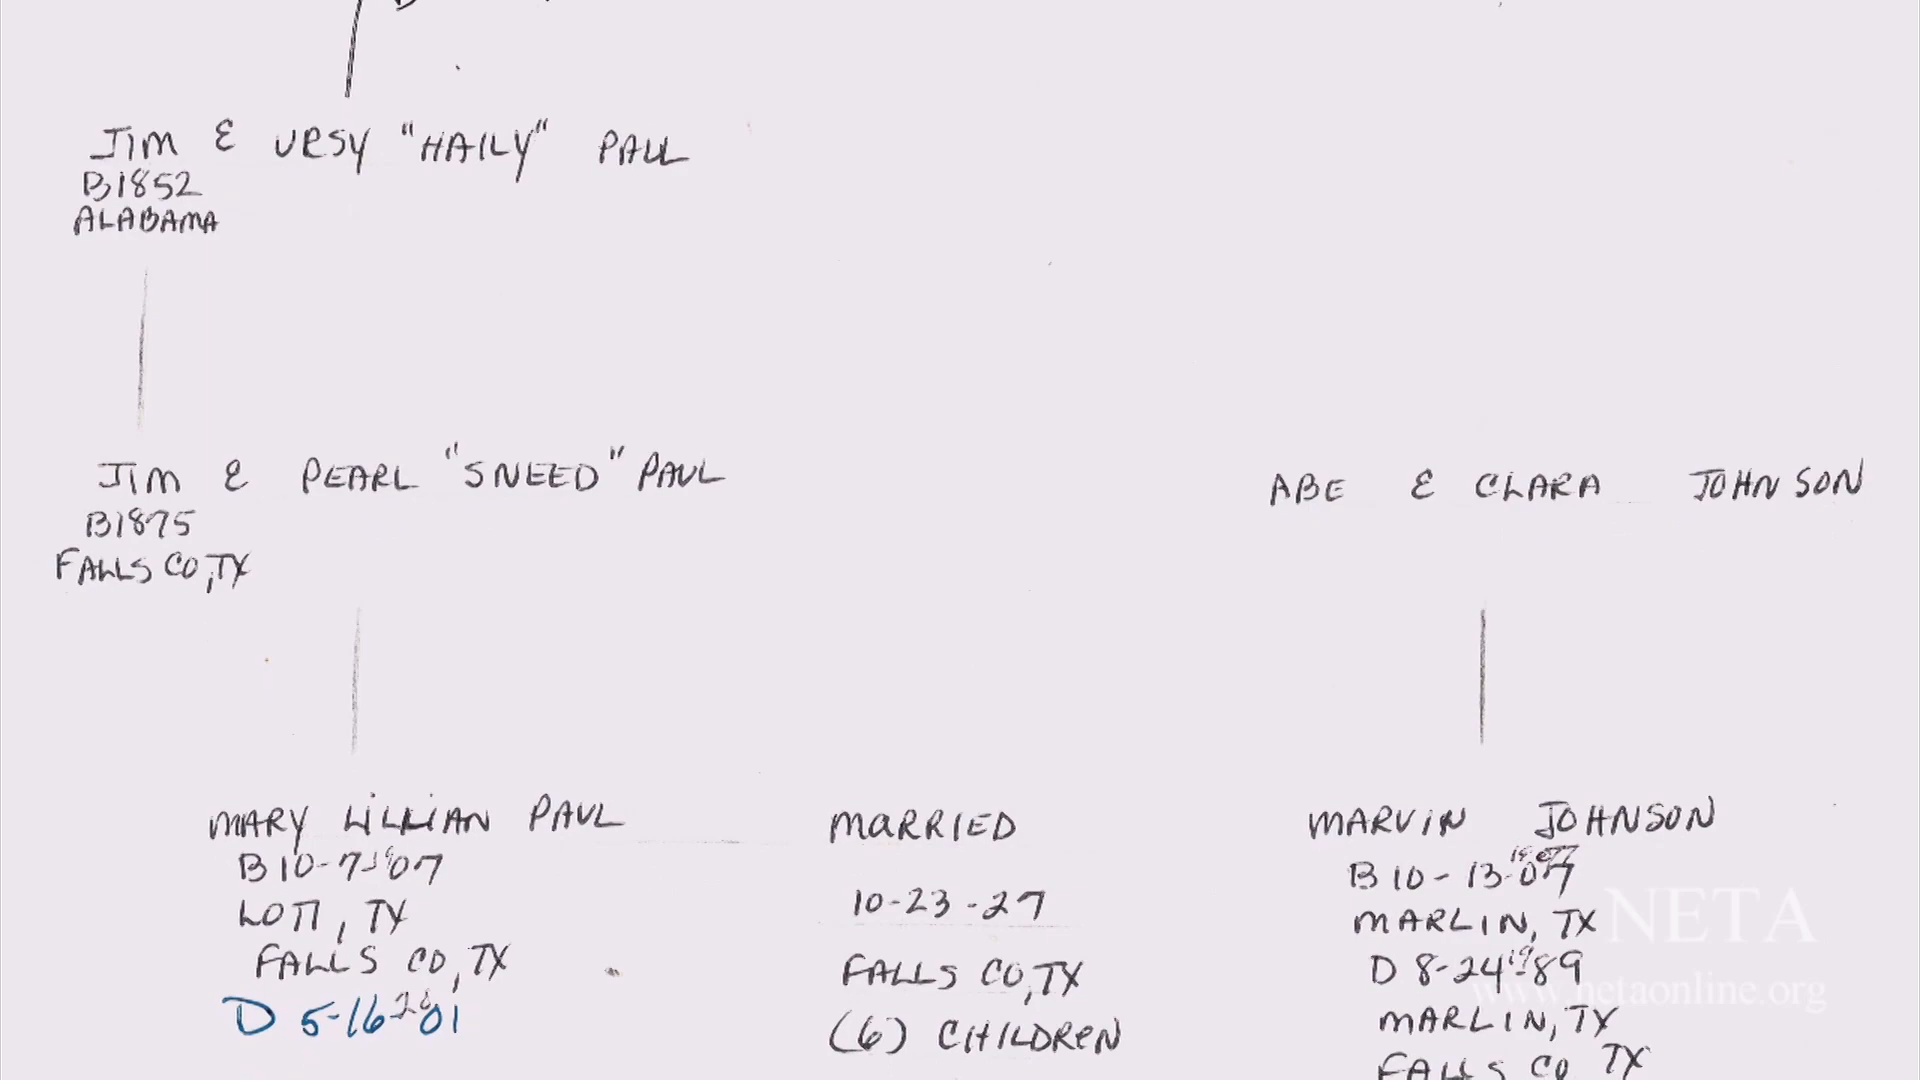 JIM & URSY "HAILY" PAUL
B1852
ALABAMA
JIM & PEARL "SNEED" PAUL
B1875
FALLS CO, TX
ABE & CLARA JOHNSON
MARY LILLIAN PAUL
B 10-7-1907
LOTT, TX
FALLS CO, TX
D 5-16-2001
MARRIED
10-23-27
FALLS CO, TX
(6) CHILDREN
MARVIN JOHNSON
B 10-13-1907
MARLIN, TX
D 8-24-1989
MARLIN, TX
FALLS CO TX
NETA
www.netaonline.org